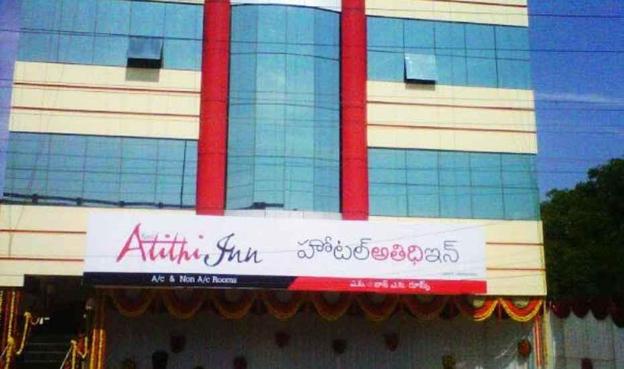 Atithi Inn
హోటల్ అతిథి ఇన్
A/c & Non A/c Rooms
ఎ.సి & నాన్ ఎ.సి. రూమ్స్